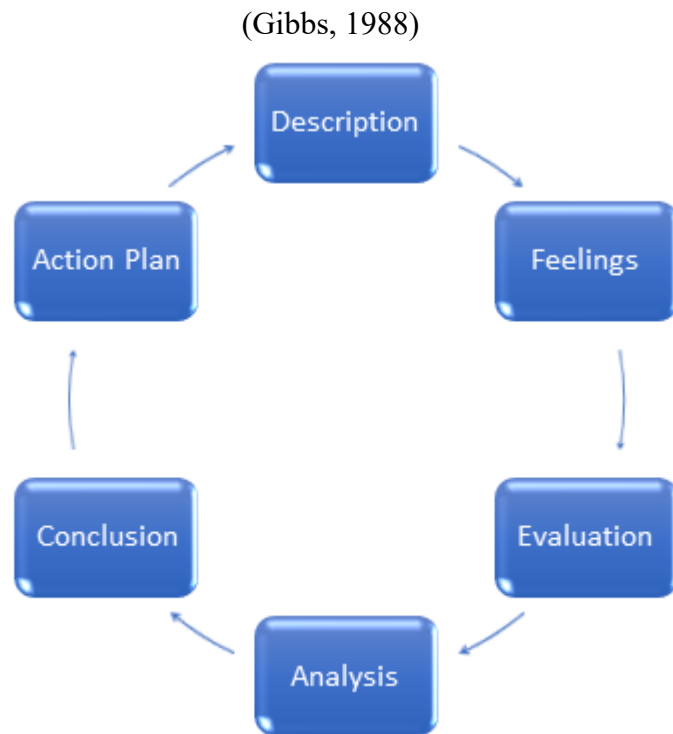 (Gibbs, 1988)
Description
Feelings
Evaluation
Analysis
Conclusion
Action Plan